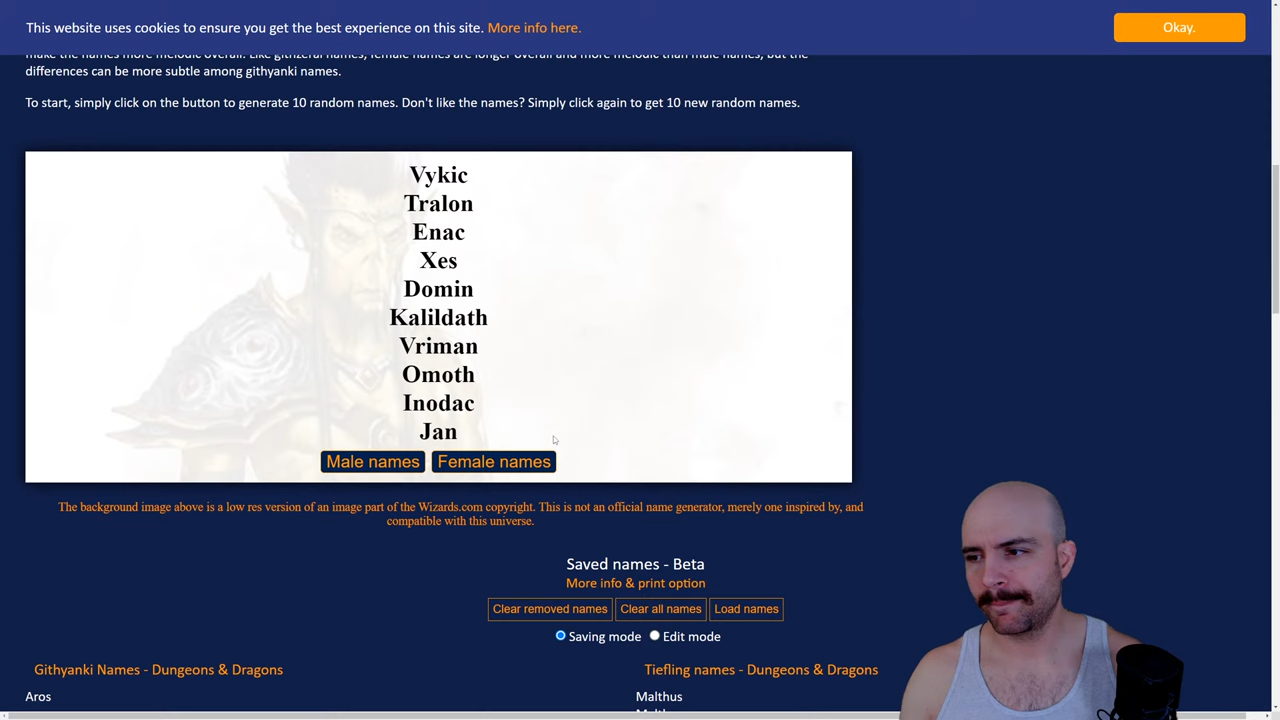 This website uses cookies to ensure you get the best experience on this site. More info here.
Okay.
make the names more melodic overall. Like githzerai names, female names are longer overall and more melodic than male names, but the
differences can be more subtle among githyanki names.
To start, simply click on the button to generate 10 random names. Don't like the names? Simply click again to get 10 new random names.
Vykic
Tralon
Enac
Xes
Domin
Kalildath
Vriman
Omoth
Inodac
Jan
Male names Female names
The background image above is a low res version of an image part of the Wizards.com copyright. This is not an official name generator, merely one inspired by, and
compatible with this universe.
Saved names - Beta
More info & print option
Clear removed names Clear all names Load names
Saving mode Edit mode
Githyanki Names - Dungeons & Dragons
Aros
Tiefling names - Dungeons & Dragons
Malthus